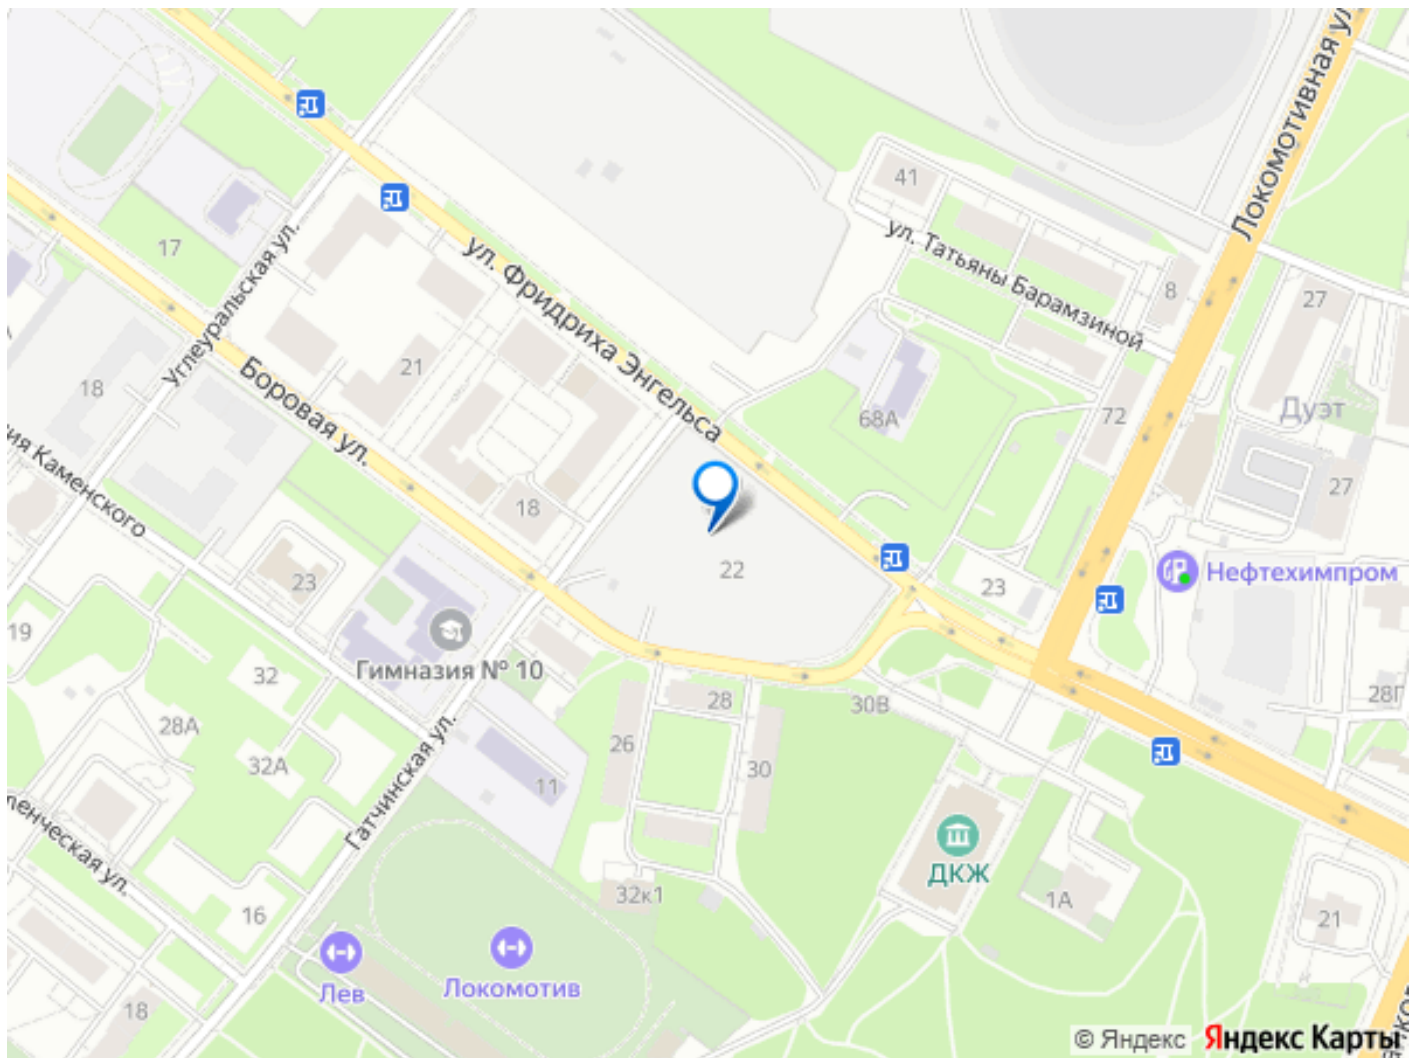 Локомотивная ул.
41
ул. Татьяны Барамзиной
17
Углеуральская ул.
ул. Фридриха Энгельса
8
27
21
18
Боровая ул.
68А
72
Дуэт
ия Каменского
18
27
22
23
23
Нефтехимпром
19
Гимназия № 10
32
28
30В
28Г
28А
26
32А
Гатчинская ул.
11
30
ленческая ул.
ДКЖ
32к1
1А
16
21
Лев
Локомотив
18
© Яндекс
Яндекс Карты